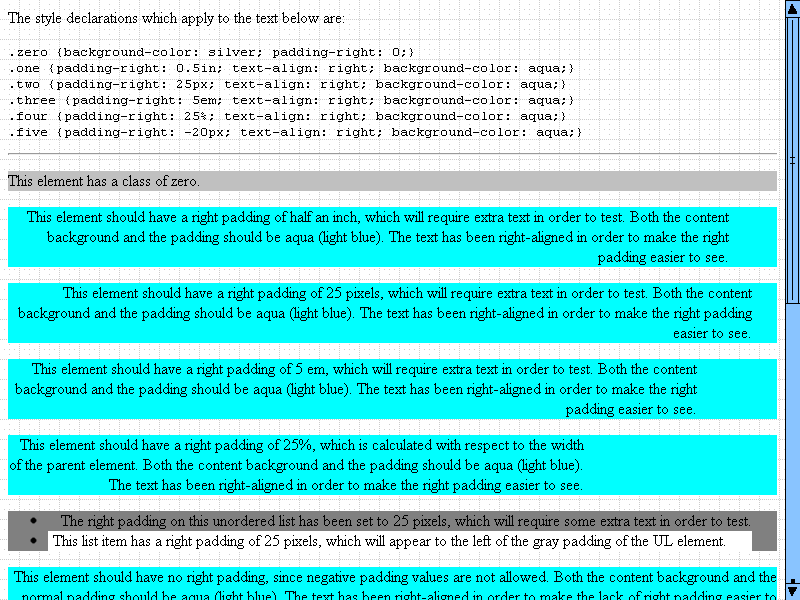 The style declarations which apply to the text below are:
.zero {background-color: silver; padding-right: 0;}
.one {padding-right: 0.5in; text-align: right; background-color: aqua;}
.two {padding-right: 25px; text-align: right; background-color: aqua;}
.three {padding-right: 5em; text-align: right; background-color: aqua;}
.four {padding-right: 25%; text-align: right; background-color: aqua;}
.five {padding-right: -20px; text-align: right; background-color: aqua;}
This element has a class of zero.
This element should have a right padding of half an inch, which will require extra text in order to test. Both the content
background and the padding should be aqua (light blue). The text has been right-aligned in order to make the right
padding easier to see.
This element should have a right padding of 25 pixels, which will require extra text in order to test. Both the content
background and the padding should be aqua (light blue). The text has been right-aligned in order to make the right padding
easier to see.
This element should have a right padding of 5 em, which will require extra text in order to test. Both the content
background and the padding should be aqua (light blue). The text has been right-aligned in order to make the right
padding easier to see.
This element should have a right padding of 25%, which is calculated with respect to the width
of the parent element. Both the content background and the padding should be aqua (light blue).
The text has been right-aligned in order to make the right padding easier to see.
The right padding on this unordered list has been set to 25 pixels, which will require some extra text in order to test.
This list item has a right padding of 25 pixels, which will appear to the left of the gray padding of the UL element.
This element should have no right padding, since negative padding values are not allowed. Both the content background and the
normal padding should be aqua (light blue). The text has been right-aligned in order to make the lack of right padding easier to